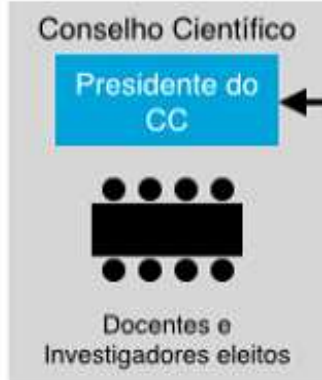 Conselho Científico
Presidente do
CC
Docentes e
Investigadores eleitos